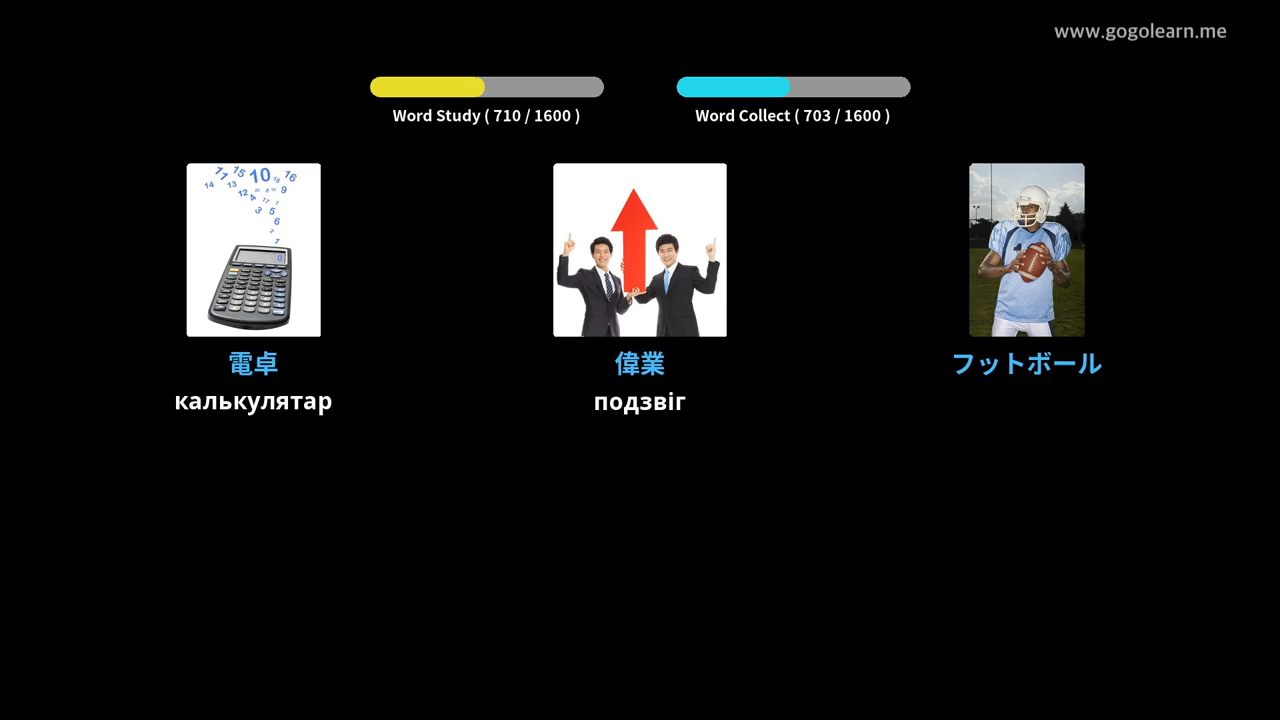 www.gogolearn.me
Word Study ( 710 / 1600 )
Word Collect ( 703 / 1600 )
電卓
偉業
フットボール
калькулятар
подзвіг